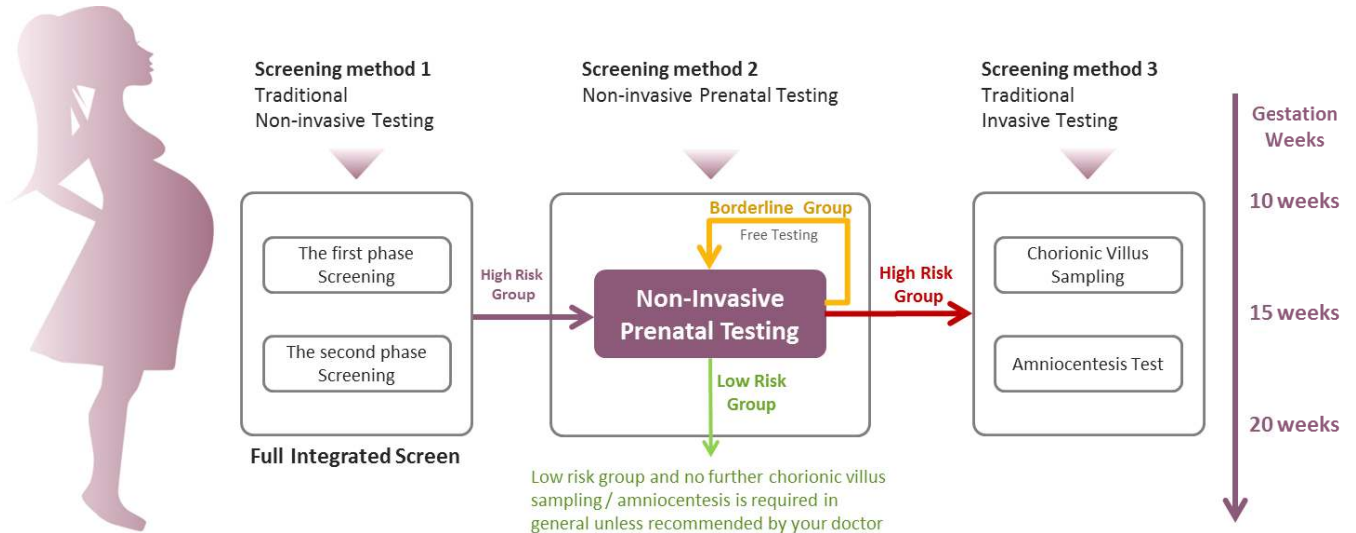 Screening method 1
Traditional
Non-invasive Testing
Screening method 2
Non-invasive Prenatal Testing
Screening method 3
Traditional
Invasive Testing
Gestation
Weeks
10 weeks
15 weeks
20 weeks
The first phase
Screening
The second phase
Screening
Full Integrated Screen
High Risk
Group
Borderline Group
Free Testing
Non-Invasive
Prenatal Testing
High Risk
Group
Low Risk
Group
Low risk group and no further chorionic villus
sampling / amniocentesis is required in
general unless recommended by your doctor
Chorionic Villus
Sampling
Amniocentesis Test